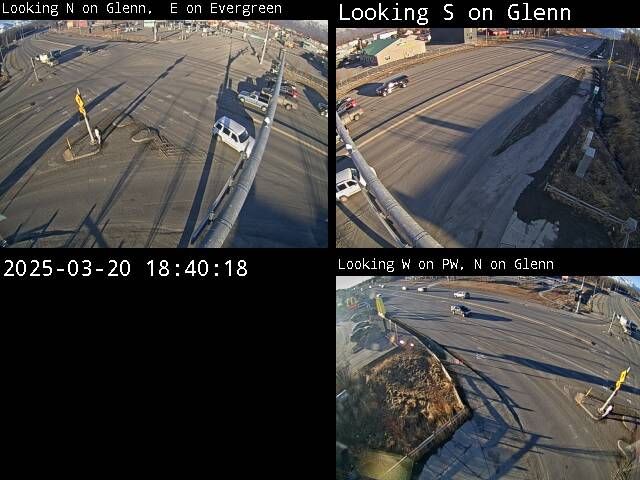 Looking N on Glenn, E on Evergreen
Looking S on Glenn
2025-03-20 18:40:18
Looking W on PW, N on Glenn